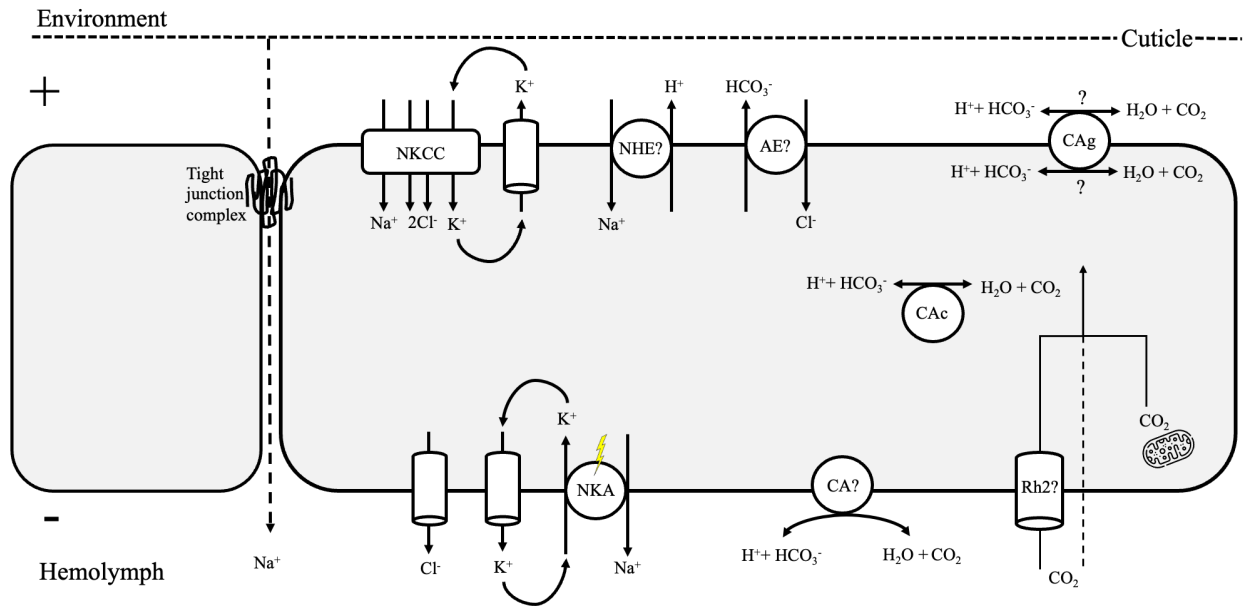 Environment
Cuticle
+
K⁺
H⁺
HCO₃⁻
?
H⁺+ HCO₃⁻
H₂O + CO₂
NKCC
NHE?
AE?
CAg
H⁺+ HCO₃⁻
H₂O + CO₂
?
Tight
junction
complex
Na⁺
2Cl⁻
K⁺
Na⁺
Cl⁻
H⁺+ HCO₃⁻
H₂O + CO₂
CAc
K⁺
CO₂
NKA
CA?
Rh2?
-
Na⁺
Cl⁻
K⁺
Na⁺
H⁺+ HCO₃⁻
H₂O + CO₂
CO₂
Hemolymph